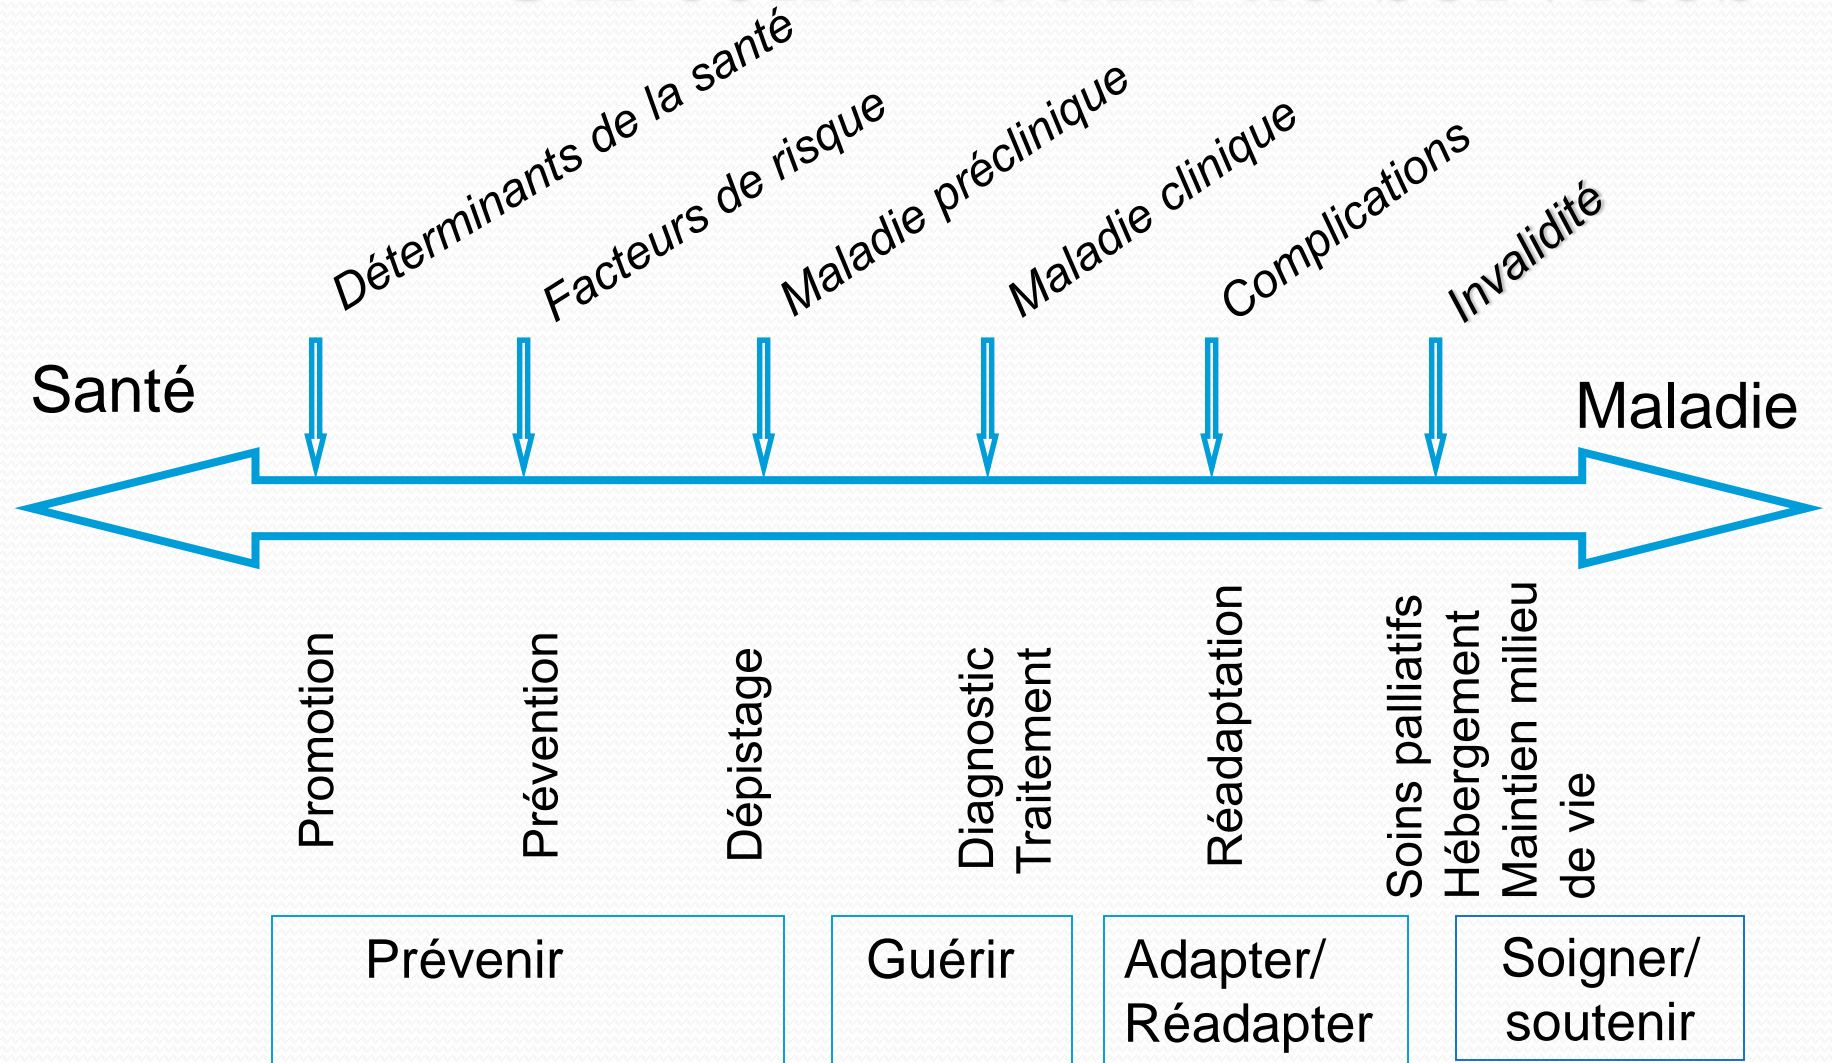 Déterminants de la santé
Facteurs de risque
Maladie préclinique
Maladie clinique
Complications
Invalidité
Santé
Maladie
Promotion
Prévention
Dépistage
Diagnostic
Traitement
Réadaptation
Soins palliatifs
Hébergement
Maintien milieu
de vie
Prévenir
Guérir
Adapter/
Réadapter
Soigner/
soutenir